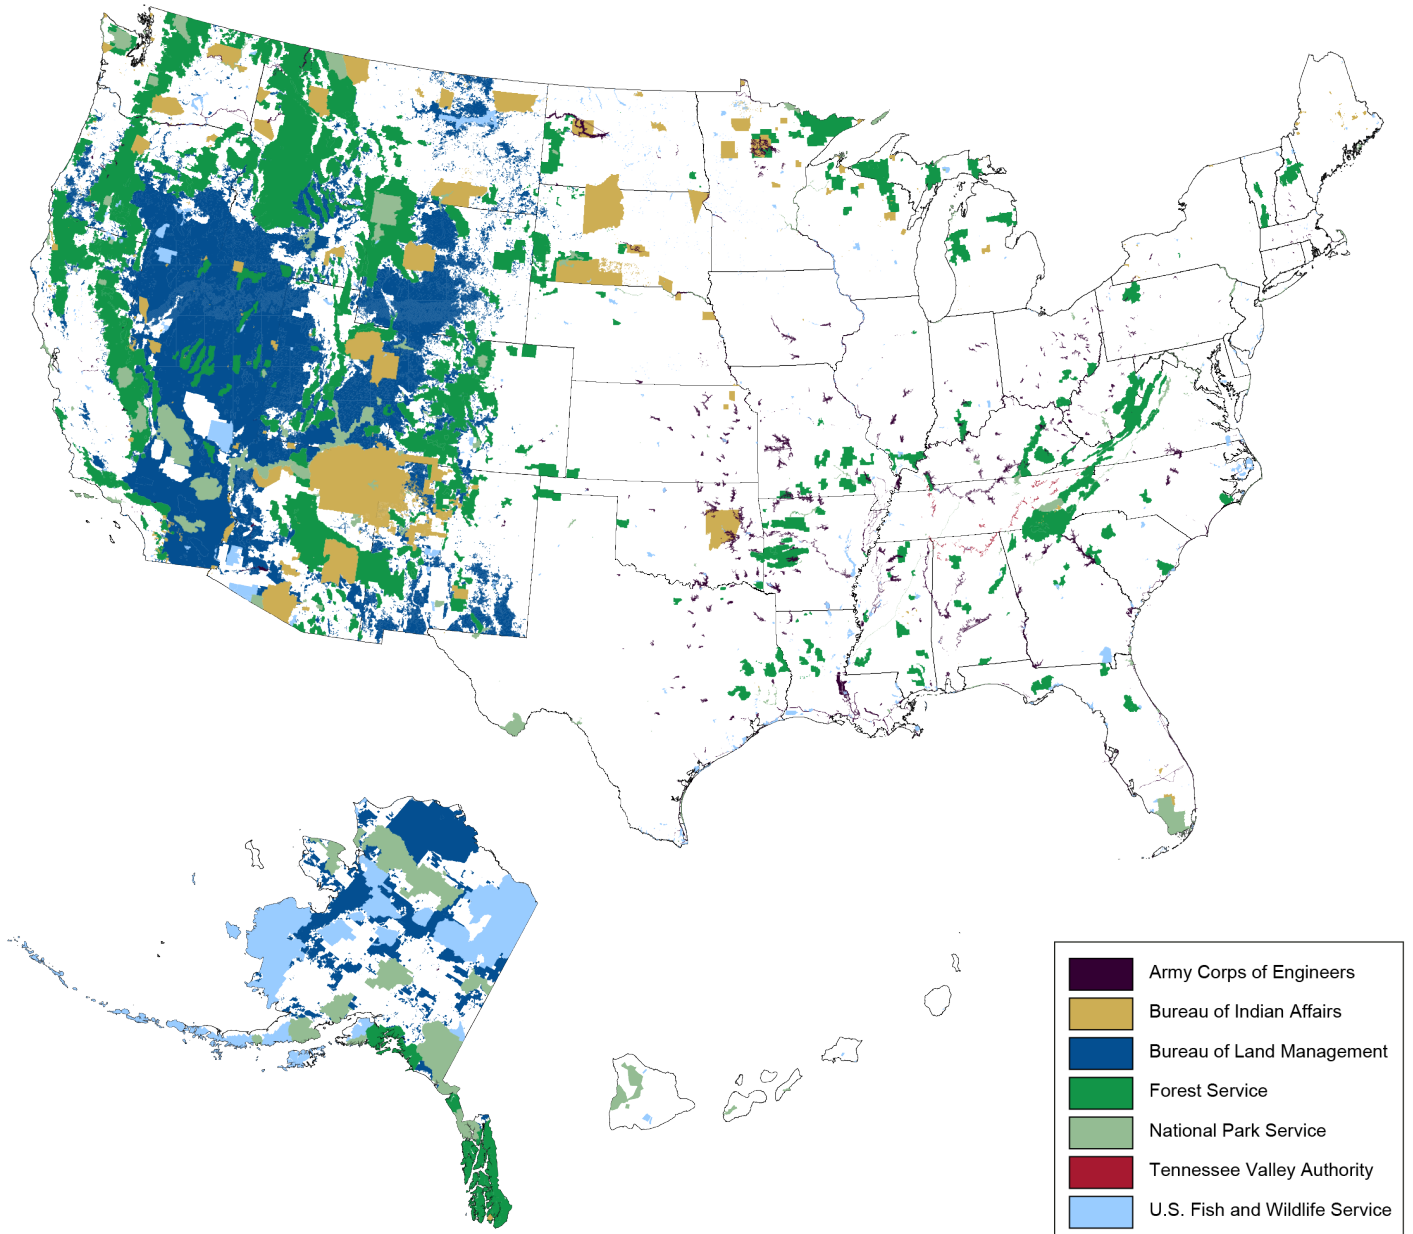 Army Corps of Engineers
Bureau of Indian Affairs
Bureau of Land Management
Forest Service
National Park Service
Tennessee Valley Authority
U.S. Fish and Wildlife Service